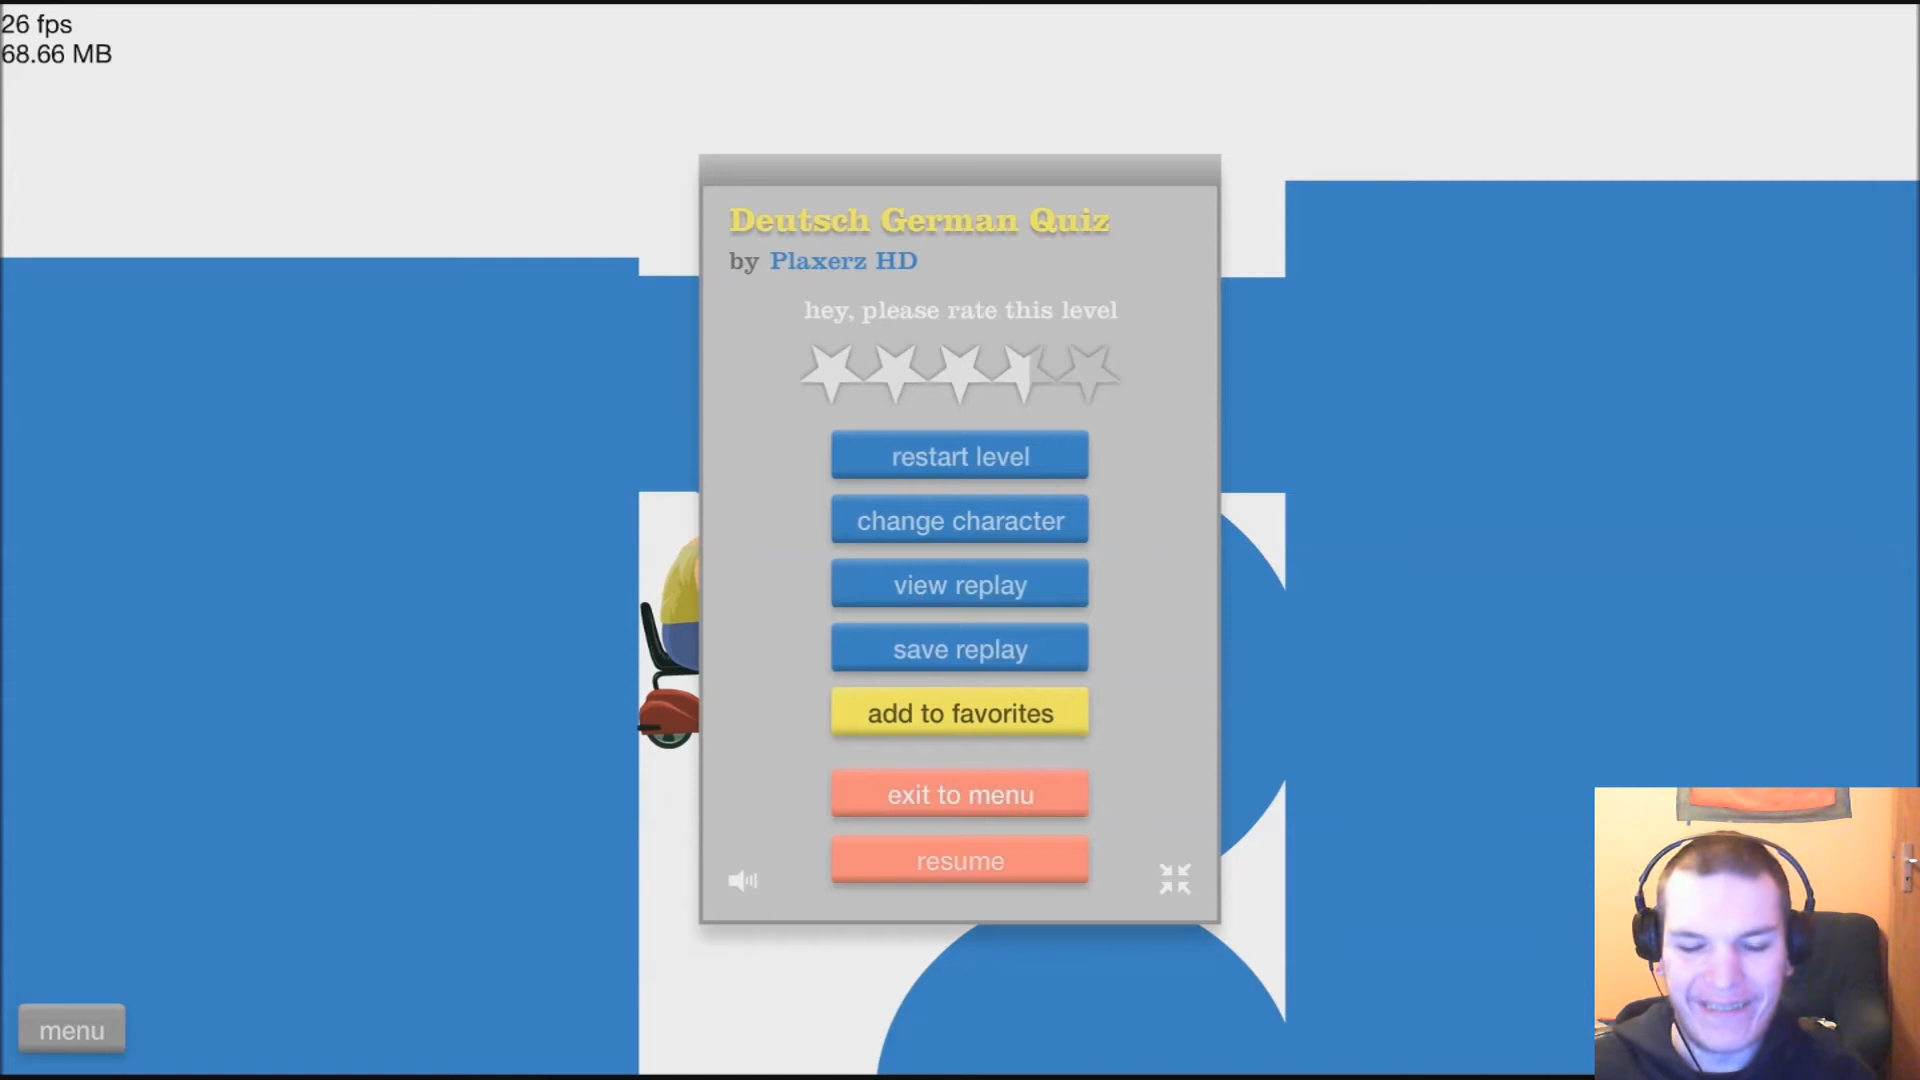 26 fps
68.66 MB
Deutsch German Quiz
by Plaxerz HD
hey, please rate this level
restart level
change character
view replay
save replay
add to favorites
exit to menu
resume
menu